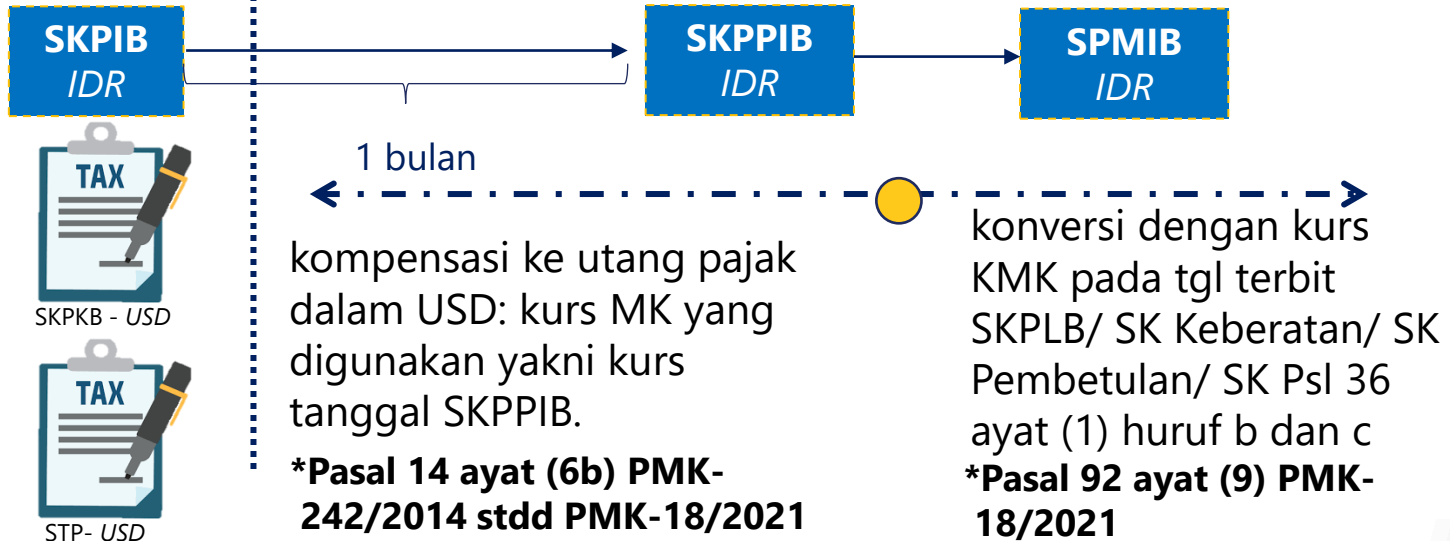 SKPIB
IDR
SKPPIB
IDR
SPMIB
IDR
1 bulan
TAX
SKPKB - USD
TAX
STP- USD
kompensasi ke utang pajak
dalam USD: kurs MK yang
digunakan yakni kurs
tanggal SKPPIB.
*Pasal 14 ayat (6b) PMK-
242/2014 stdd PMK-18/2021
konversi dengan kurs
KMK pada tgl terbit
SKPLB/ SK Keberatan/ SK
Pembetulan/ SK Psl 36
ayat (1) huruf b dan c
*Pasal 92 ayat (9) PMK-
18/2021